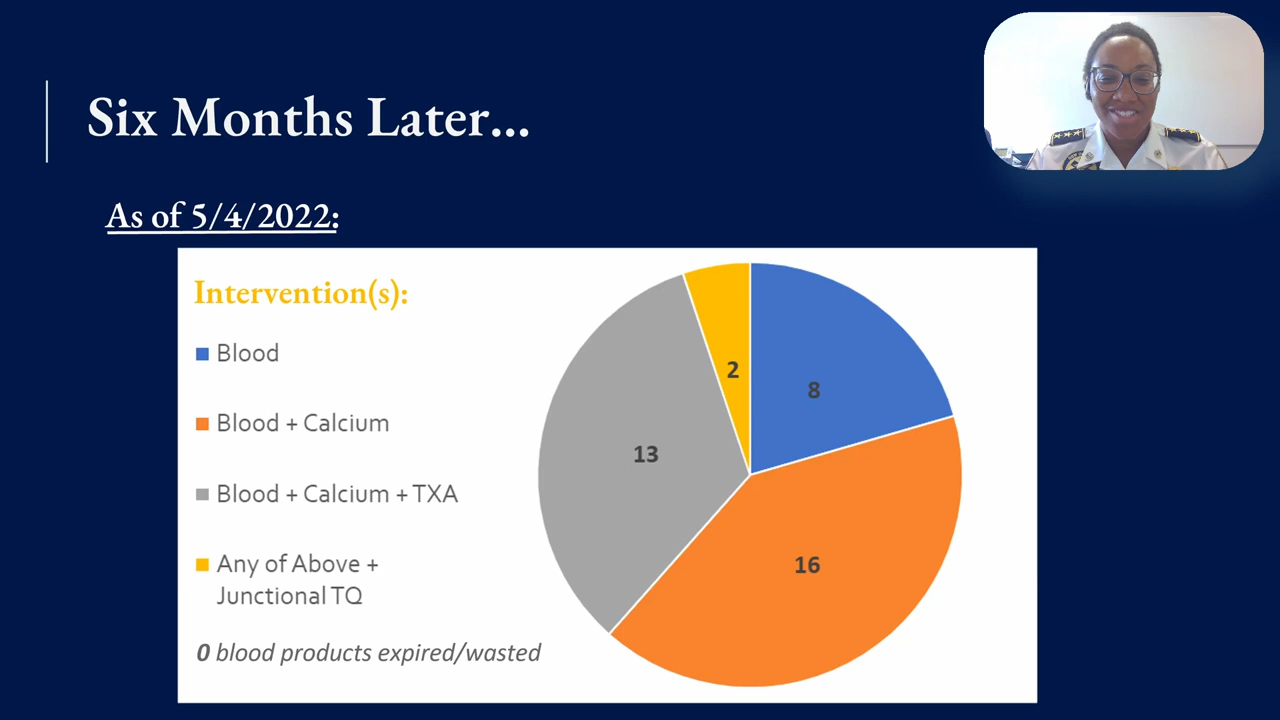 Six Months Later...
As of 5/4/2022:
Intervention(s):
Blood
Blood + Calcium
Blood + Calcium + TXA
Any of Above +
Junctional TQ
0 blood products expired/wasted
2
8
13
16